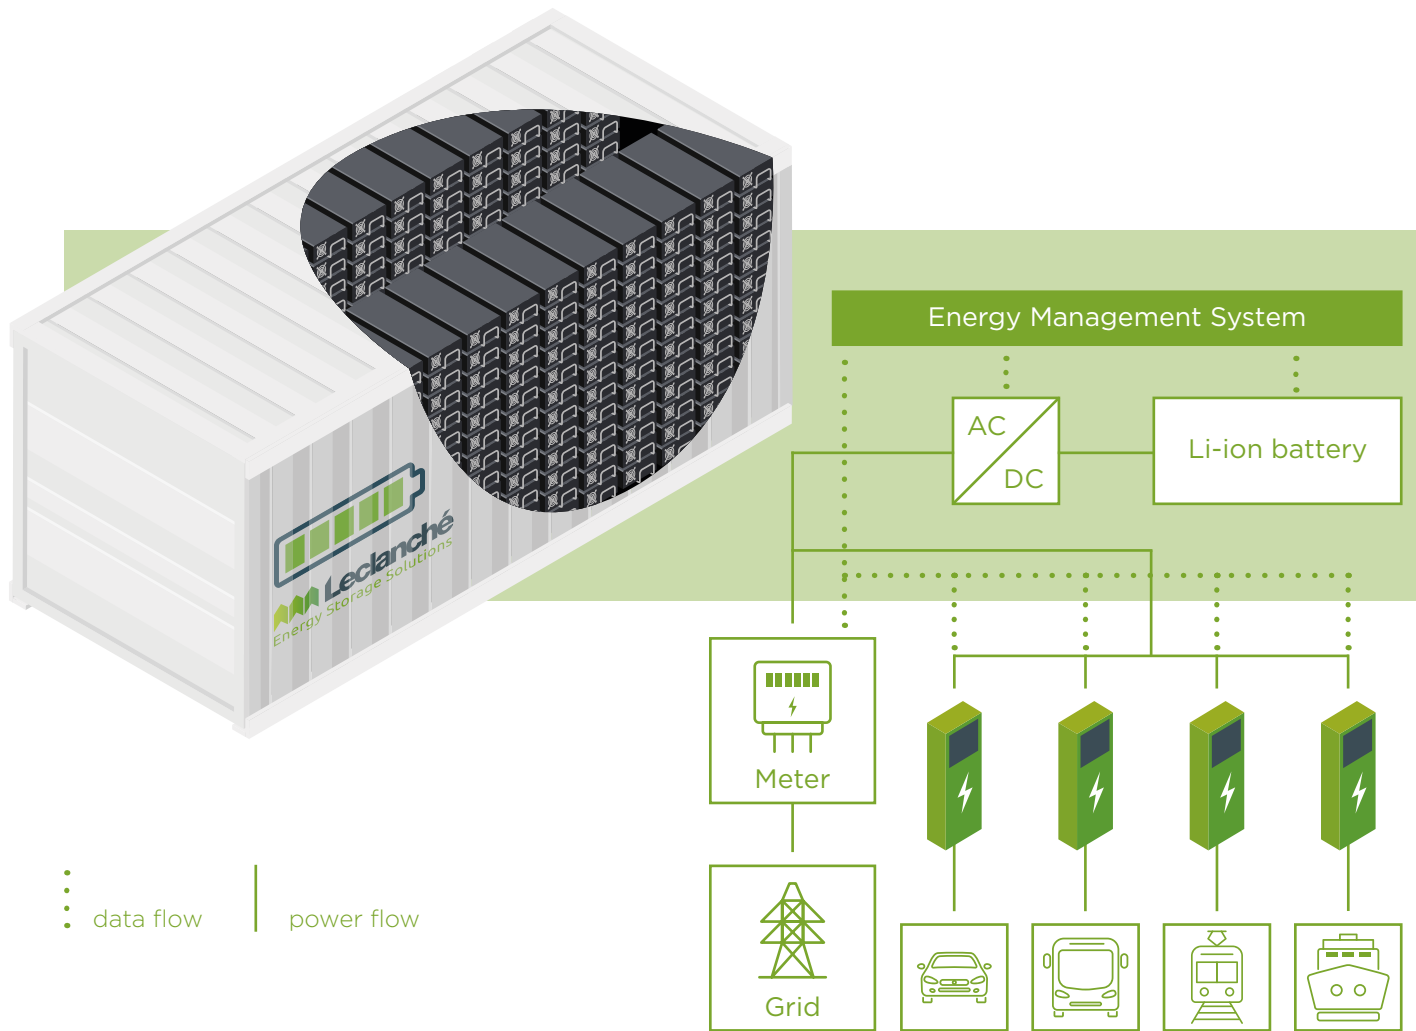 Energy Management System
AC
DC
Li-ion battery
Leclanché
Energy Storage Solutions
Meter
data flow
power flow
Grid